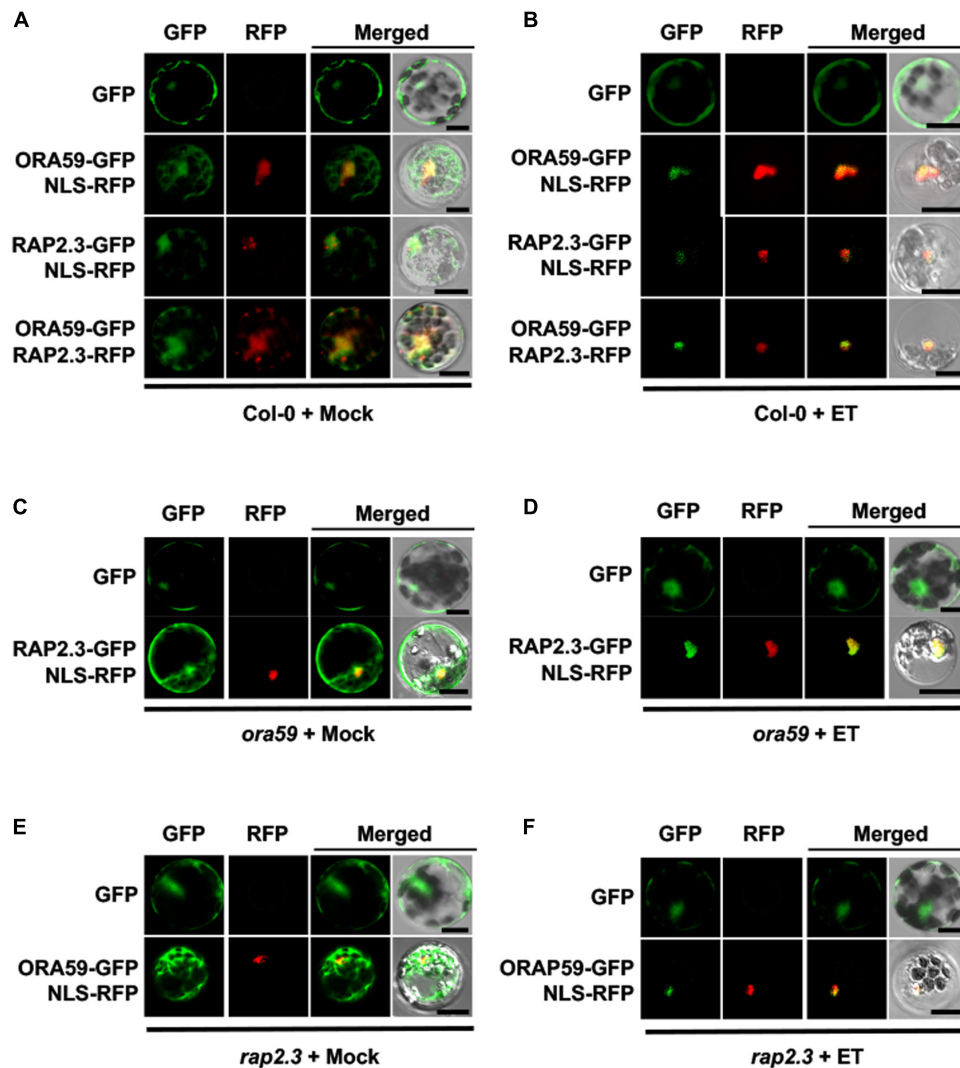 A
GFP RFP Merged
GFP
ORA59-GFP
NLS-RFP
RAP2.3-GFP
NLS-RFP
ORA59-GFP
RAP2.3-RFP
Col-0 + Mock
B
GFP RFP Merged
GFP
ORA59-GFP
NLS-RFP
RAP2.3-GFP
NLS-RFP
ORA59-GFP
RAP2.3-RFP
Col-0 + ET
C
GFP RFP Merged
GFP
RAP2.3-GFP
NLS-RFP
ora59 + Mock
D
GFP RFP Merged
GFP
RAP2.3-GFP
NLS-RFP
ora59 + ET
E
GFP RFP Merged
GFP
ORA59-GFP
NLS-RFP
rap2.3 + Mock
F
GFP RFP Merged
GFP
ORAP59-GFP
NLS-RFP
rap2.3 + ET